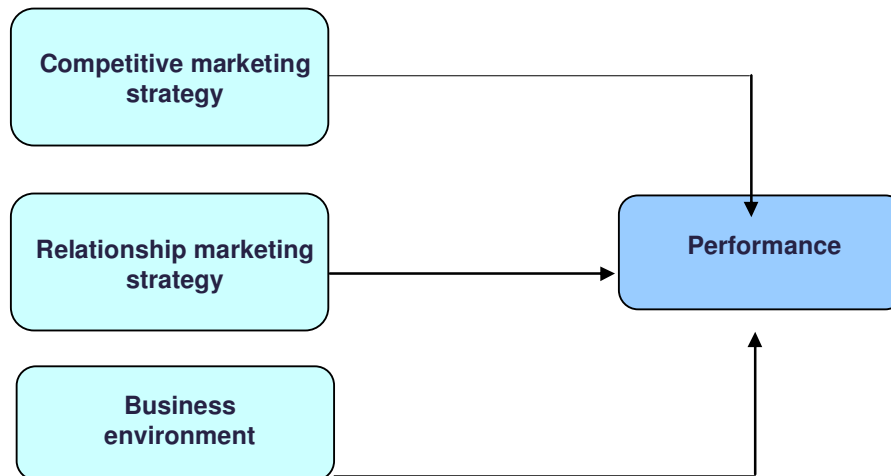 Competitive marketing
strategy
Relationship marketing
strategy
Performance
Business
environment